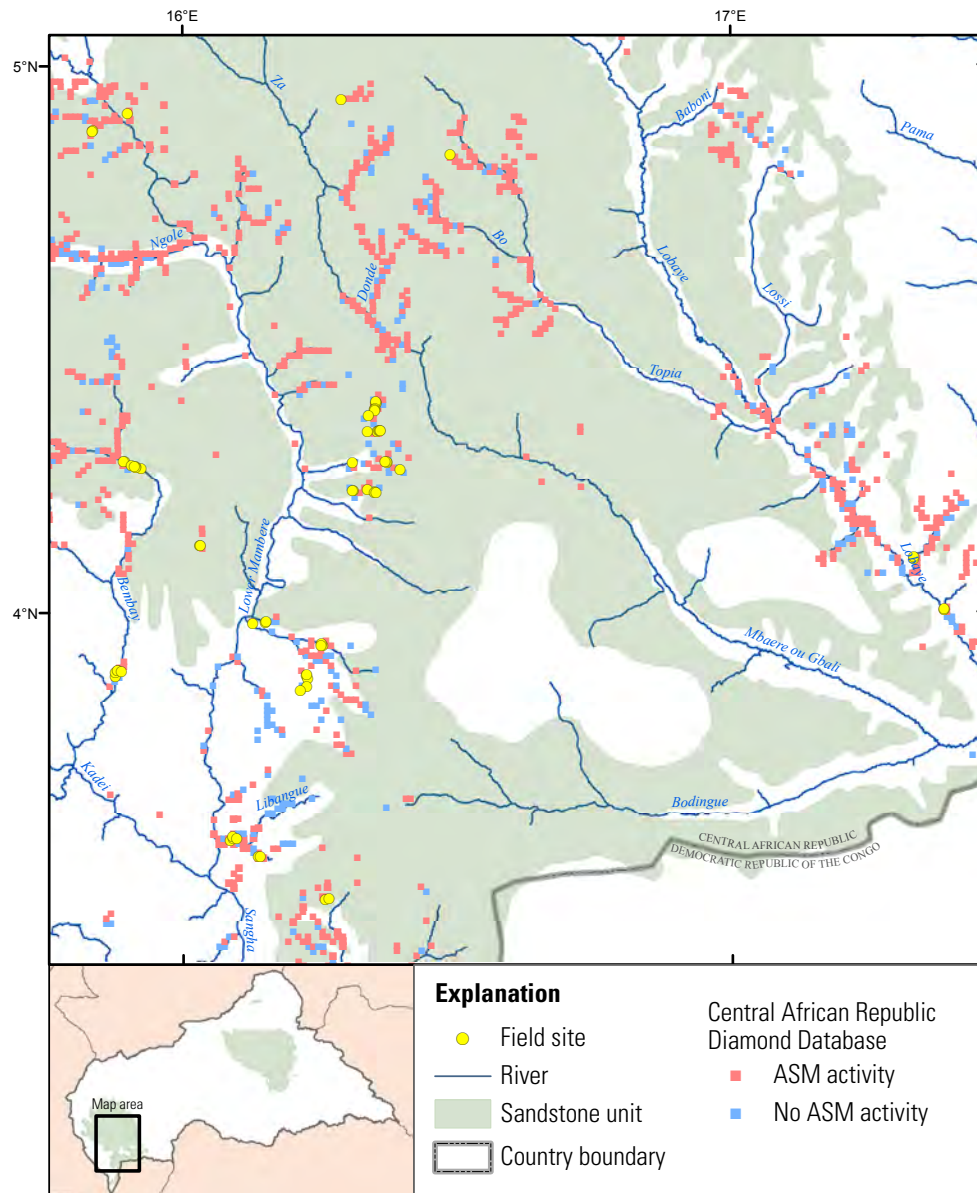 16°E
17°E
5°N
Za
Baboni
Pama
Ngole
Bo
Lobaye
Donde
Lossi
Topia
Lower Mambere
Bembay
Lobaye
4°N
Mbaere ou Gbali
Kadei
Libangue
Bodingue
CENTRAL AFRICAN REPUBLIC
DEMOCRATIC REPUBLIC OF THE CONGO
Sangha
Map area
Explanation
Field site
River
Sandstone unit
Country boundary
Central African Republic
Diamond Database
ASM activity
No ASM activity